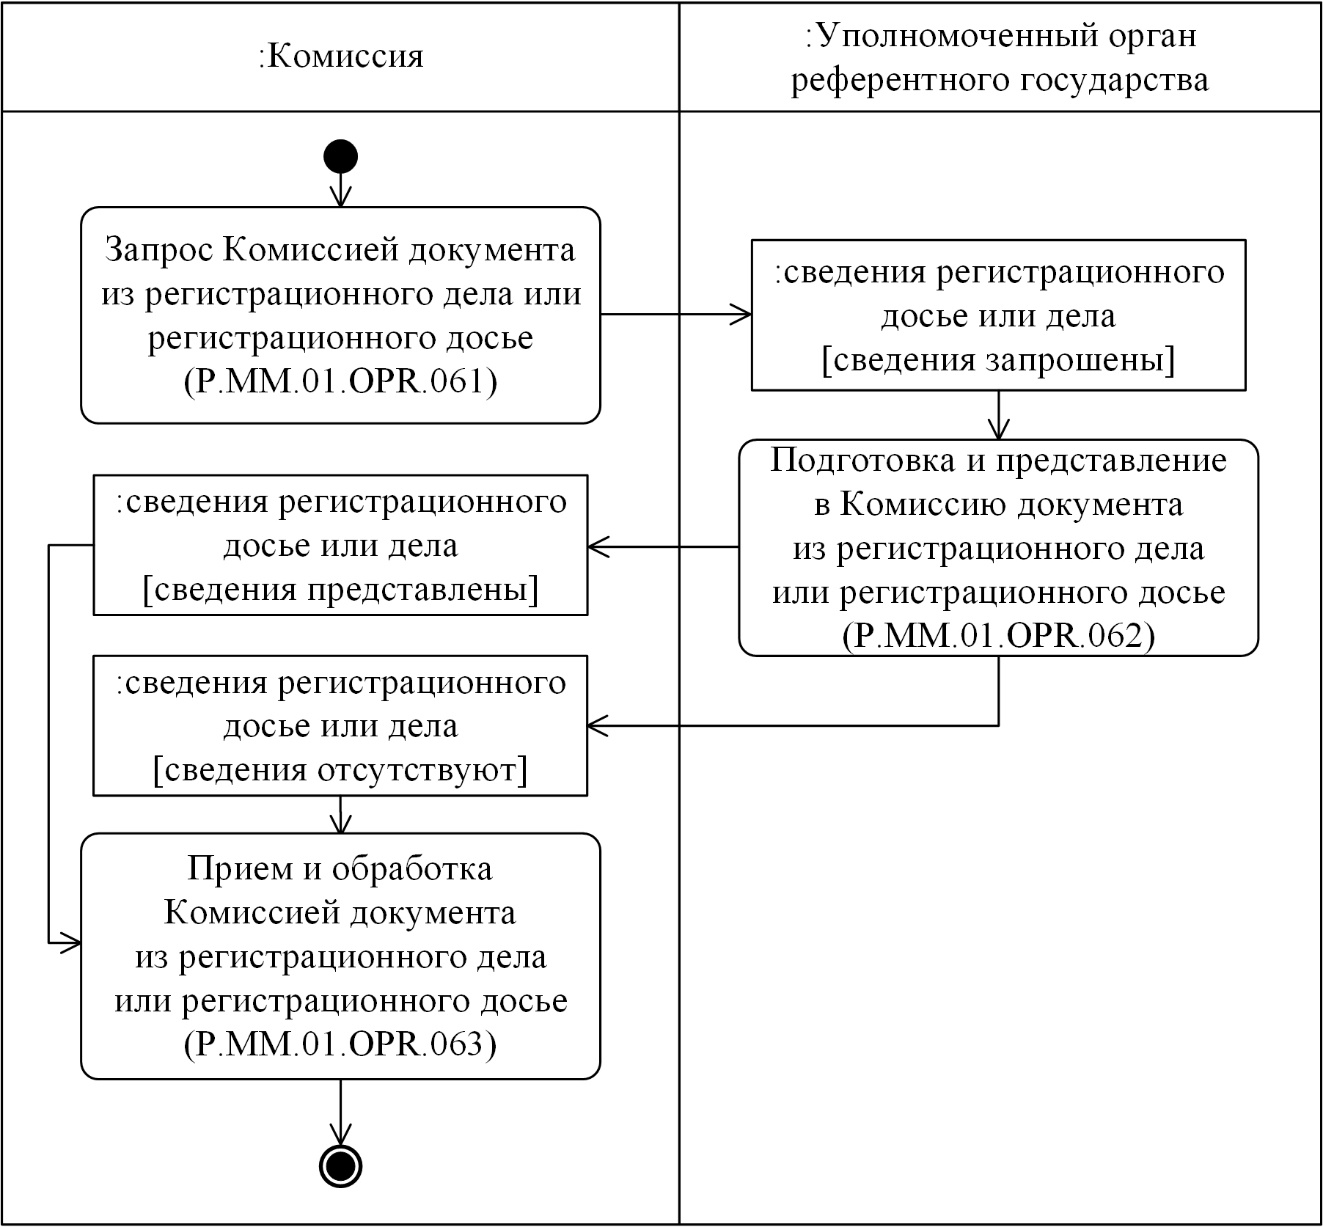 :Комиссия
:Уполномоченный орган
референтного государства
Запрос Комиссией документа
из регистрационного дела или
регистрационного досье
(P.MM.01.OPR.061)
:сведения регистрационного
досье или дела
[сведения запрошены]
Подготовка и представление
в Комиссию документа
из регистрационного дела
или регистрационного досье
(P.MM.01.OPR.062)
:сведения регистрационного
досье или дела
[сведения представлены]
:сведения регистрационного
досье или дела
[сведения отсутствуют]
Прием и обработка
Комиссией документа
из регистрационного дела
или регистрационного досье
(P.MM.01.OPR.063)